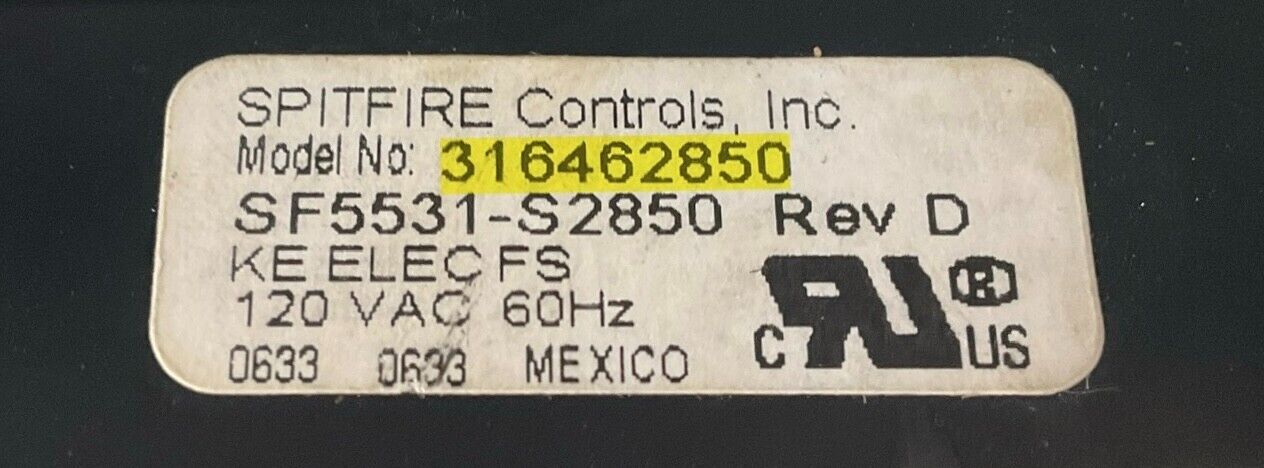 SPITFIRE Controls, Inc.
Model No: 316462850
SF5531-S2850 Rev D
KE ELEC FS
120 VAC 60Hz
0633 0633 MEXICO
C RU ® US